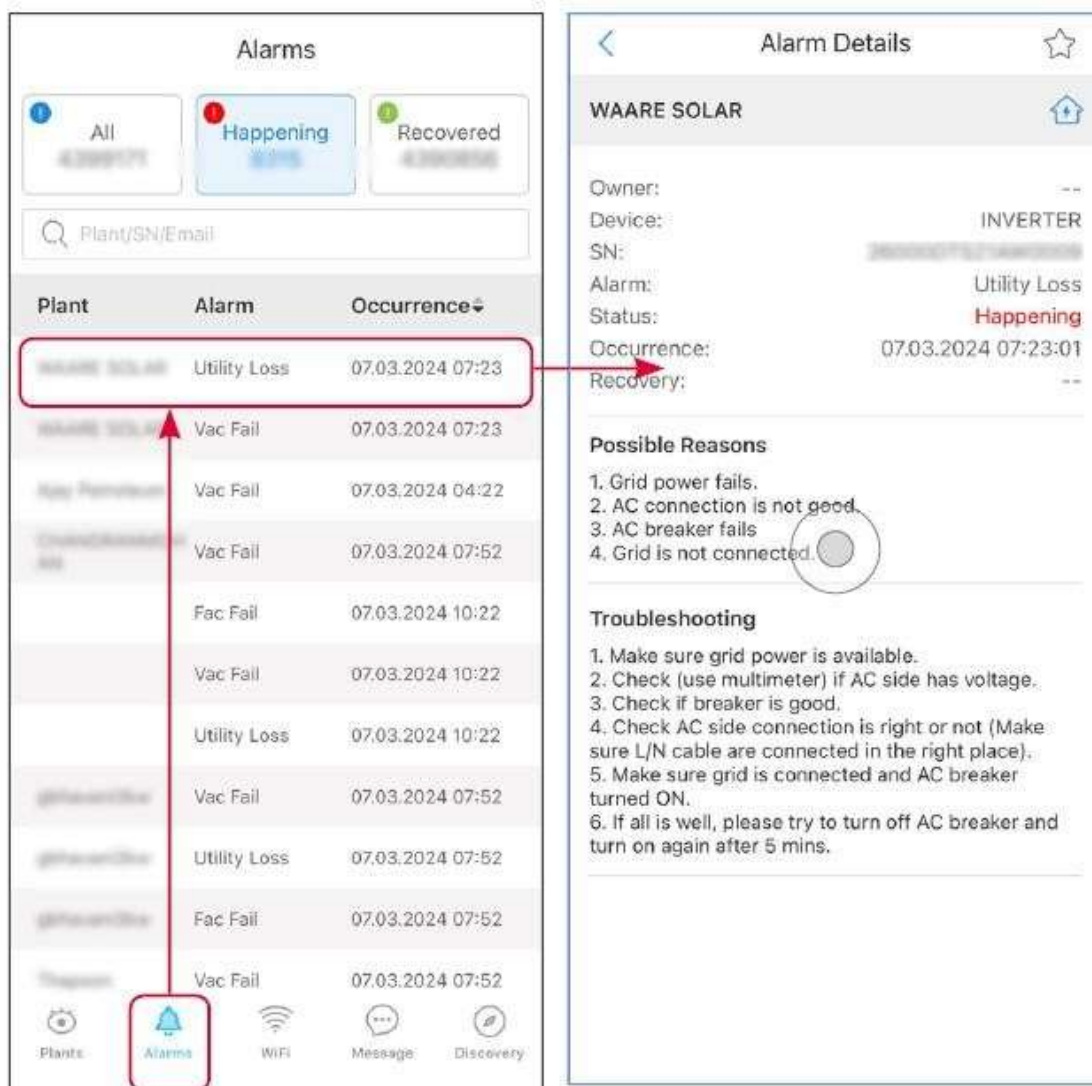 Alarms
All
Happening
Recovered
Plant/SN/Email
Plant Alarm Occurrence
Utility Loss 07.03.2024 07:23
Vac Fail 07.03.2024 07:23
Vac Fail 07.03.2024 04:22
Vac Fail 07.03.2024 07:52
Fac Fail 07.03.2024 10:22
Vac Fail 07.03.2024 10:22
Utility Loss 07.03.2024 10:22
Vac Fail 07.03.2024 07:52
Utility Loss 07.03.2024 07:52
Fac Fail 07.03.2024 07:52
Vac Fail 07.03.2024 07:52
Plants Alarms WiFi Message Discovery
Alarm Details
WAARE SOLAR
Owner: --
Device: INVERTER
SN:
Alarm: Utility Loss
Status: Happening
Occurrence: 07.03.2024 07:23:01
Recovery: --
Possible Reasons
1. Grid power fails.
2. AC connection is not good.
3. AC breaker fails
4. Grid is not connected.
Troubleshooting
1. Make sure grid power is available.
2. Check (use multimeter) if AC side has voltage.
3. Check if breaker is good.
4. Check AC side connection is right or not (Make
sure L/N cable are connected in the right place).
5. Make sure grid is connected and AC breaker
turned ON.
6. If all is well, please try to turn off AC breaker and
turn on again after 5 mins.